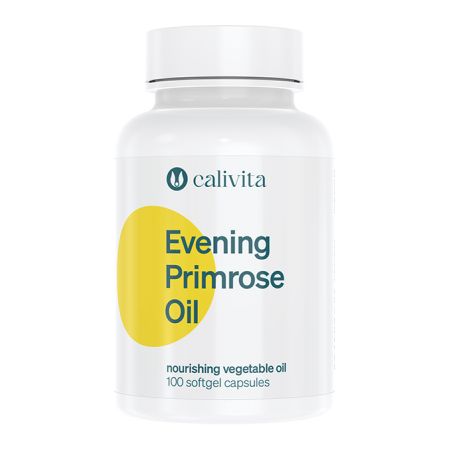 calivita
Evening
Primrose
Oil
nourishing vegetable oil
100 softgel capsules